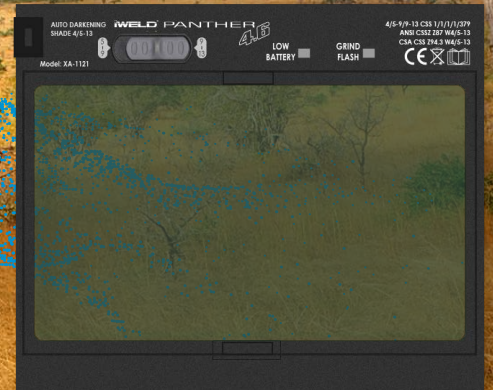 AUTO DARKENING
SHADE 4/5-13
iWELD PANTHER 4.6
Model: XA-1121
LOW
BATTERY
GRIND
FLASH
4/5-9/9-13 CSS 1/1/1/1/379
ANSI CSSZ Z87 W4/5-13
CSA CSS Z94.3 W4/5-13
CE